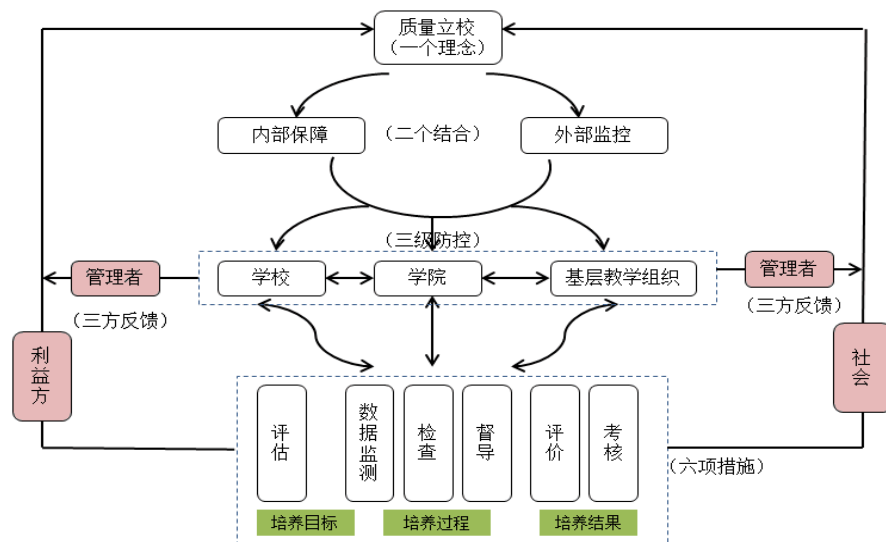 质量立校
（一个理念）
内部保障
（二个结合）
外部监控
（三级防控）
管理者
学校
学院
基层教学组织
管理者
（三方反馈）
（三方反馈）
利益方
社会
评估
数据监测
检查
督导
评价
考核
（六项措施）
培养目标
培养过程
培养结果